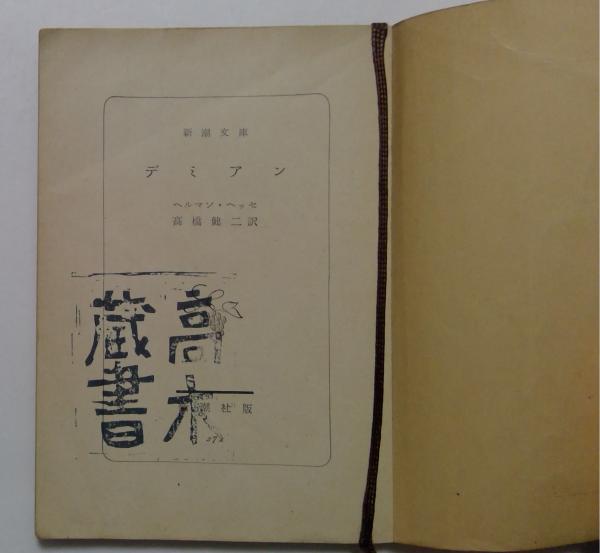 新潮文庫
デミアン
ヘルマン・ヘッセ
高橋健二訳
高木
蔵書
潮社版